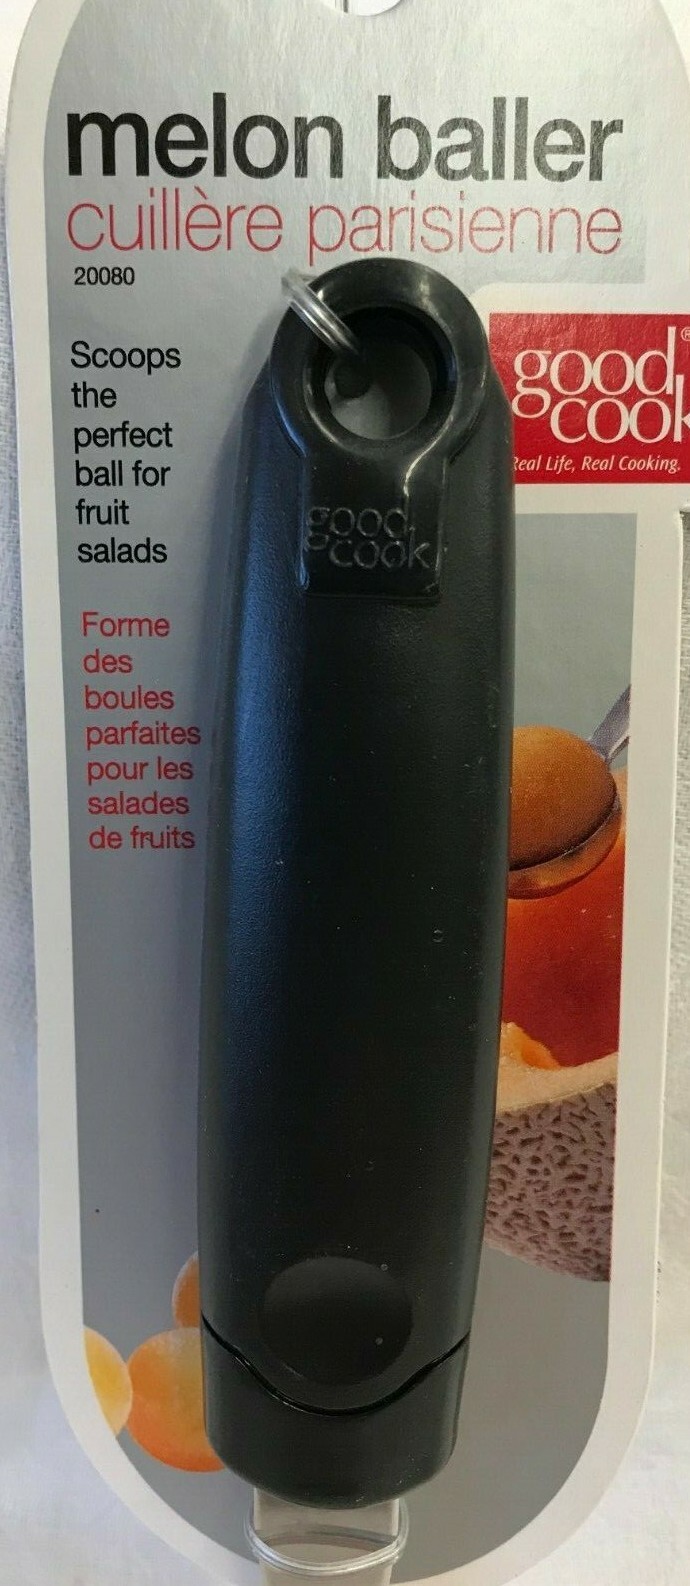 melon baller
cuillère parisienne
20080
Scoops
the
perfect
ball for
fruit
salads
Forme
des
boules
parfaites
pour les
salades
de fruits
good
cook
®
Real Life, Real Cooking.
good
cook